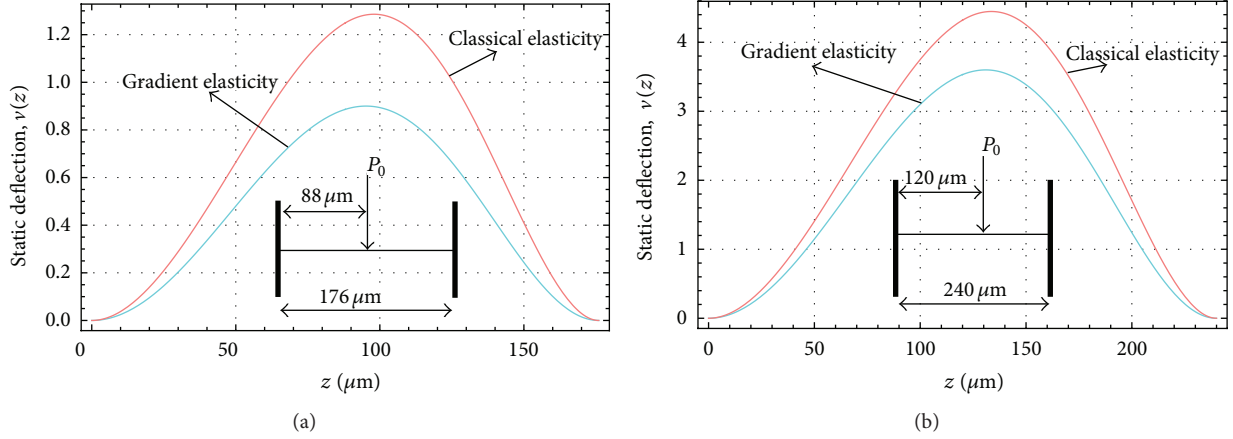 1.2
1.0
0.8
0.6
0.4
0.2
0.0
Static deflection, v(z)
Classical elasticity
Gradient elasticity
P0
88 μm
176 μm
0
50
100
150
z (μm)
(a)
4
3
2
1
0
Static deflection, v(z)
Gradient elasticity
Classical elasticity
P0
120 μm
240 μm
0
50
100
150
200
z (μm)
(b)